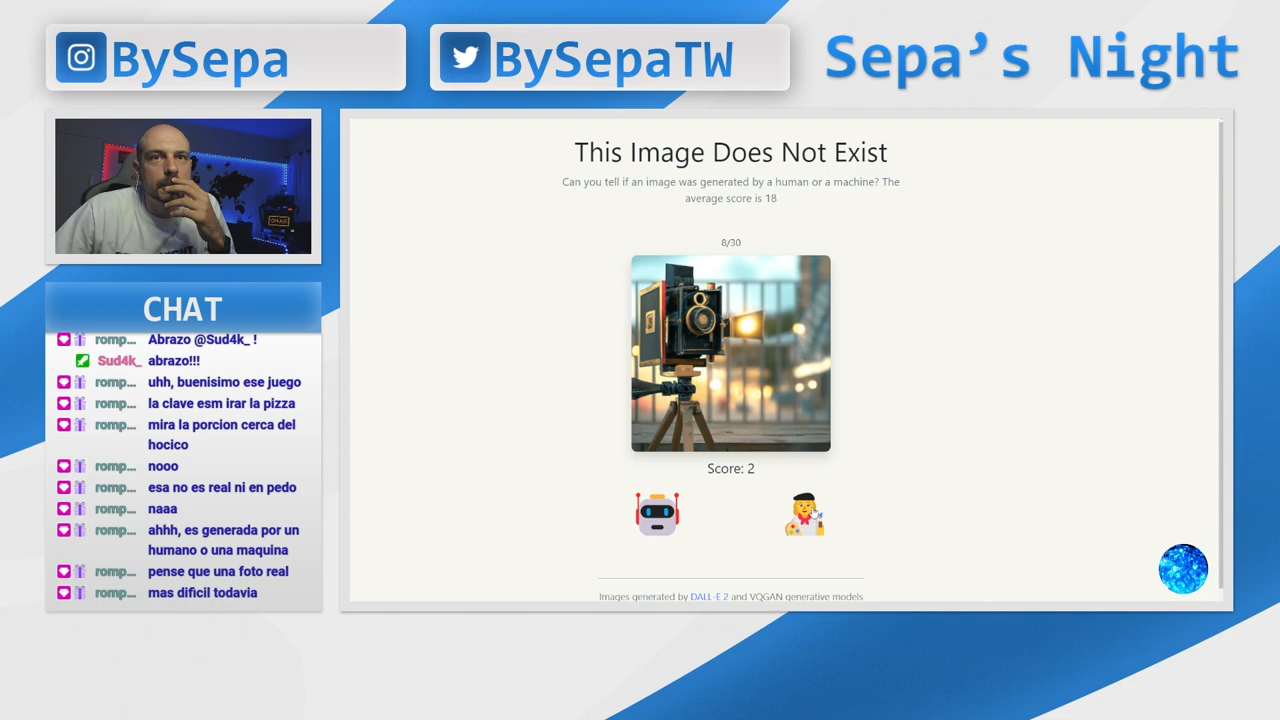 BySepa
BySepaTW
Sepa's Night
This Image Does Not Exist
Can you tell if an image was generated by a human or a machine? The
average score is 18
8/30
Score: 2
Images generated by DALL·E 2 and VQGAN generative models
CHAT
romp... Abrazo @Sud4k_ !
Sud4k_ abrazo!!!
romp... uhh, buenisimo ese juego
romp... la clave esm irar la pizza
romp... mira la porcion cerca del
hocico
romp... nooo
romp... esa no es real ni en pedo
romp... naaa
romp... ahhh, es generada por un
humano o una maquina
romp... pense que una foto real
romp... mas dificil todavia